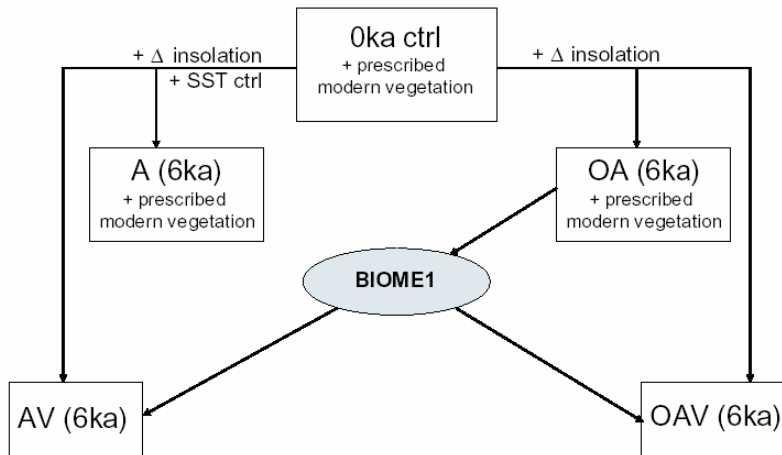 0ka ctrl
+ prescribed
modern vegetation
+ Δ insolation
+ SST ctrl
+ Δ insolation
A (6ka)
+ prescribed
modern vegetation
OA (6ka)
+ prescribed
modern vegetation
BIOME1
AV (6ka)
OAV (6ka)